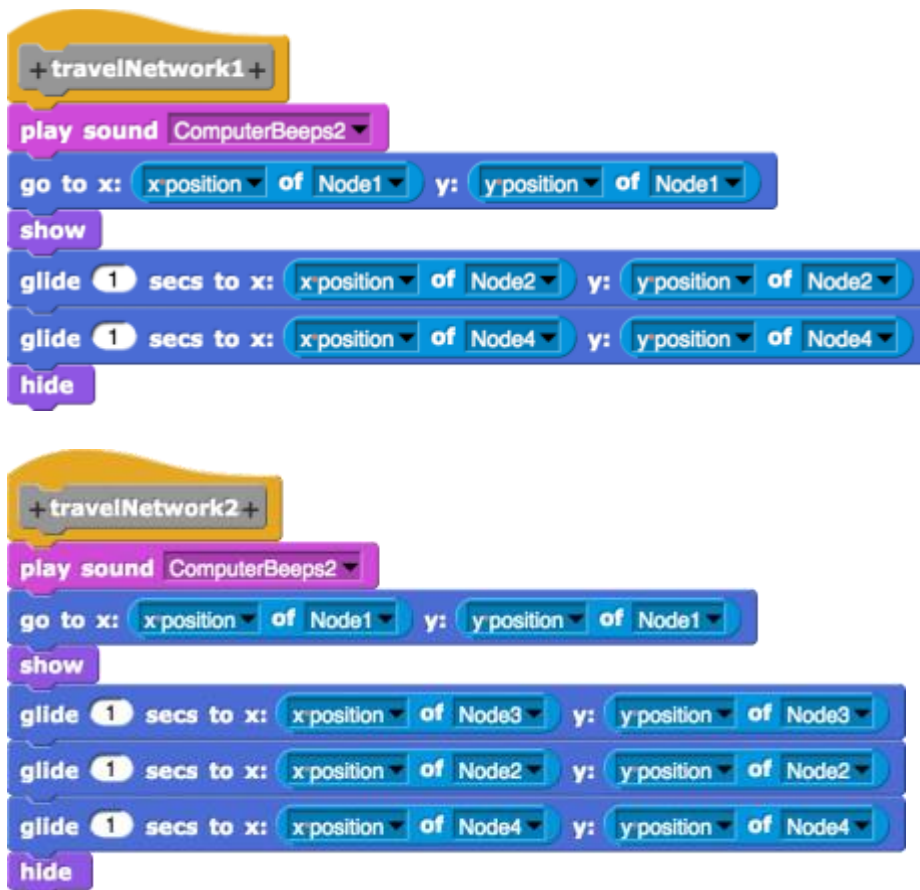 +travelNetwork1+
play sound ComputerBeeps2
go to x: x position of Node1 y: y position of Node1
show
glide 1 secs to x: x position of Node2 y: y position of Node2
glide 1 secs to x: x position of Node4 y: y position of Node4
hide
+travelNetwork2+
play sound ComputerBeeps2
go to x: x position of Node1 y: y position of Node1
show
glide 1 secs to x: x position of Node3 y: y position of Node3
glide 1 secs to x: x position of Node2 y: y position of Node2
glide 1 secs to x: x position of Node4 y: y position of Node4
hide